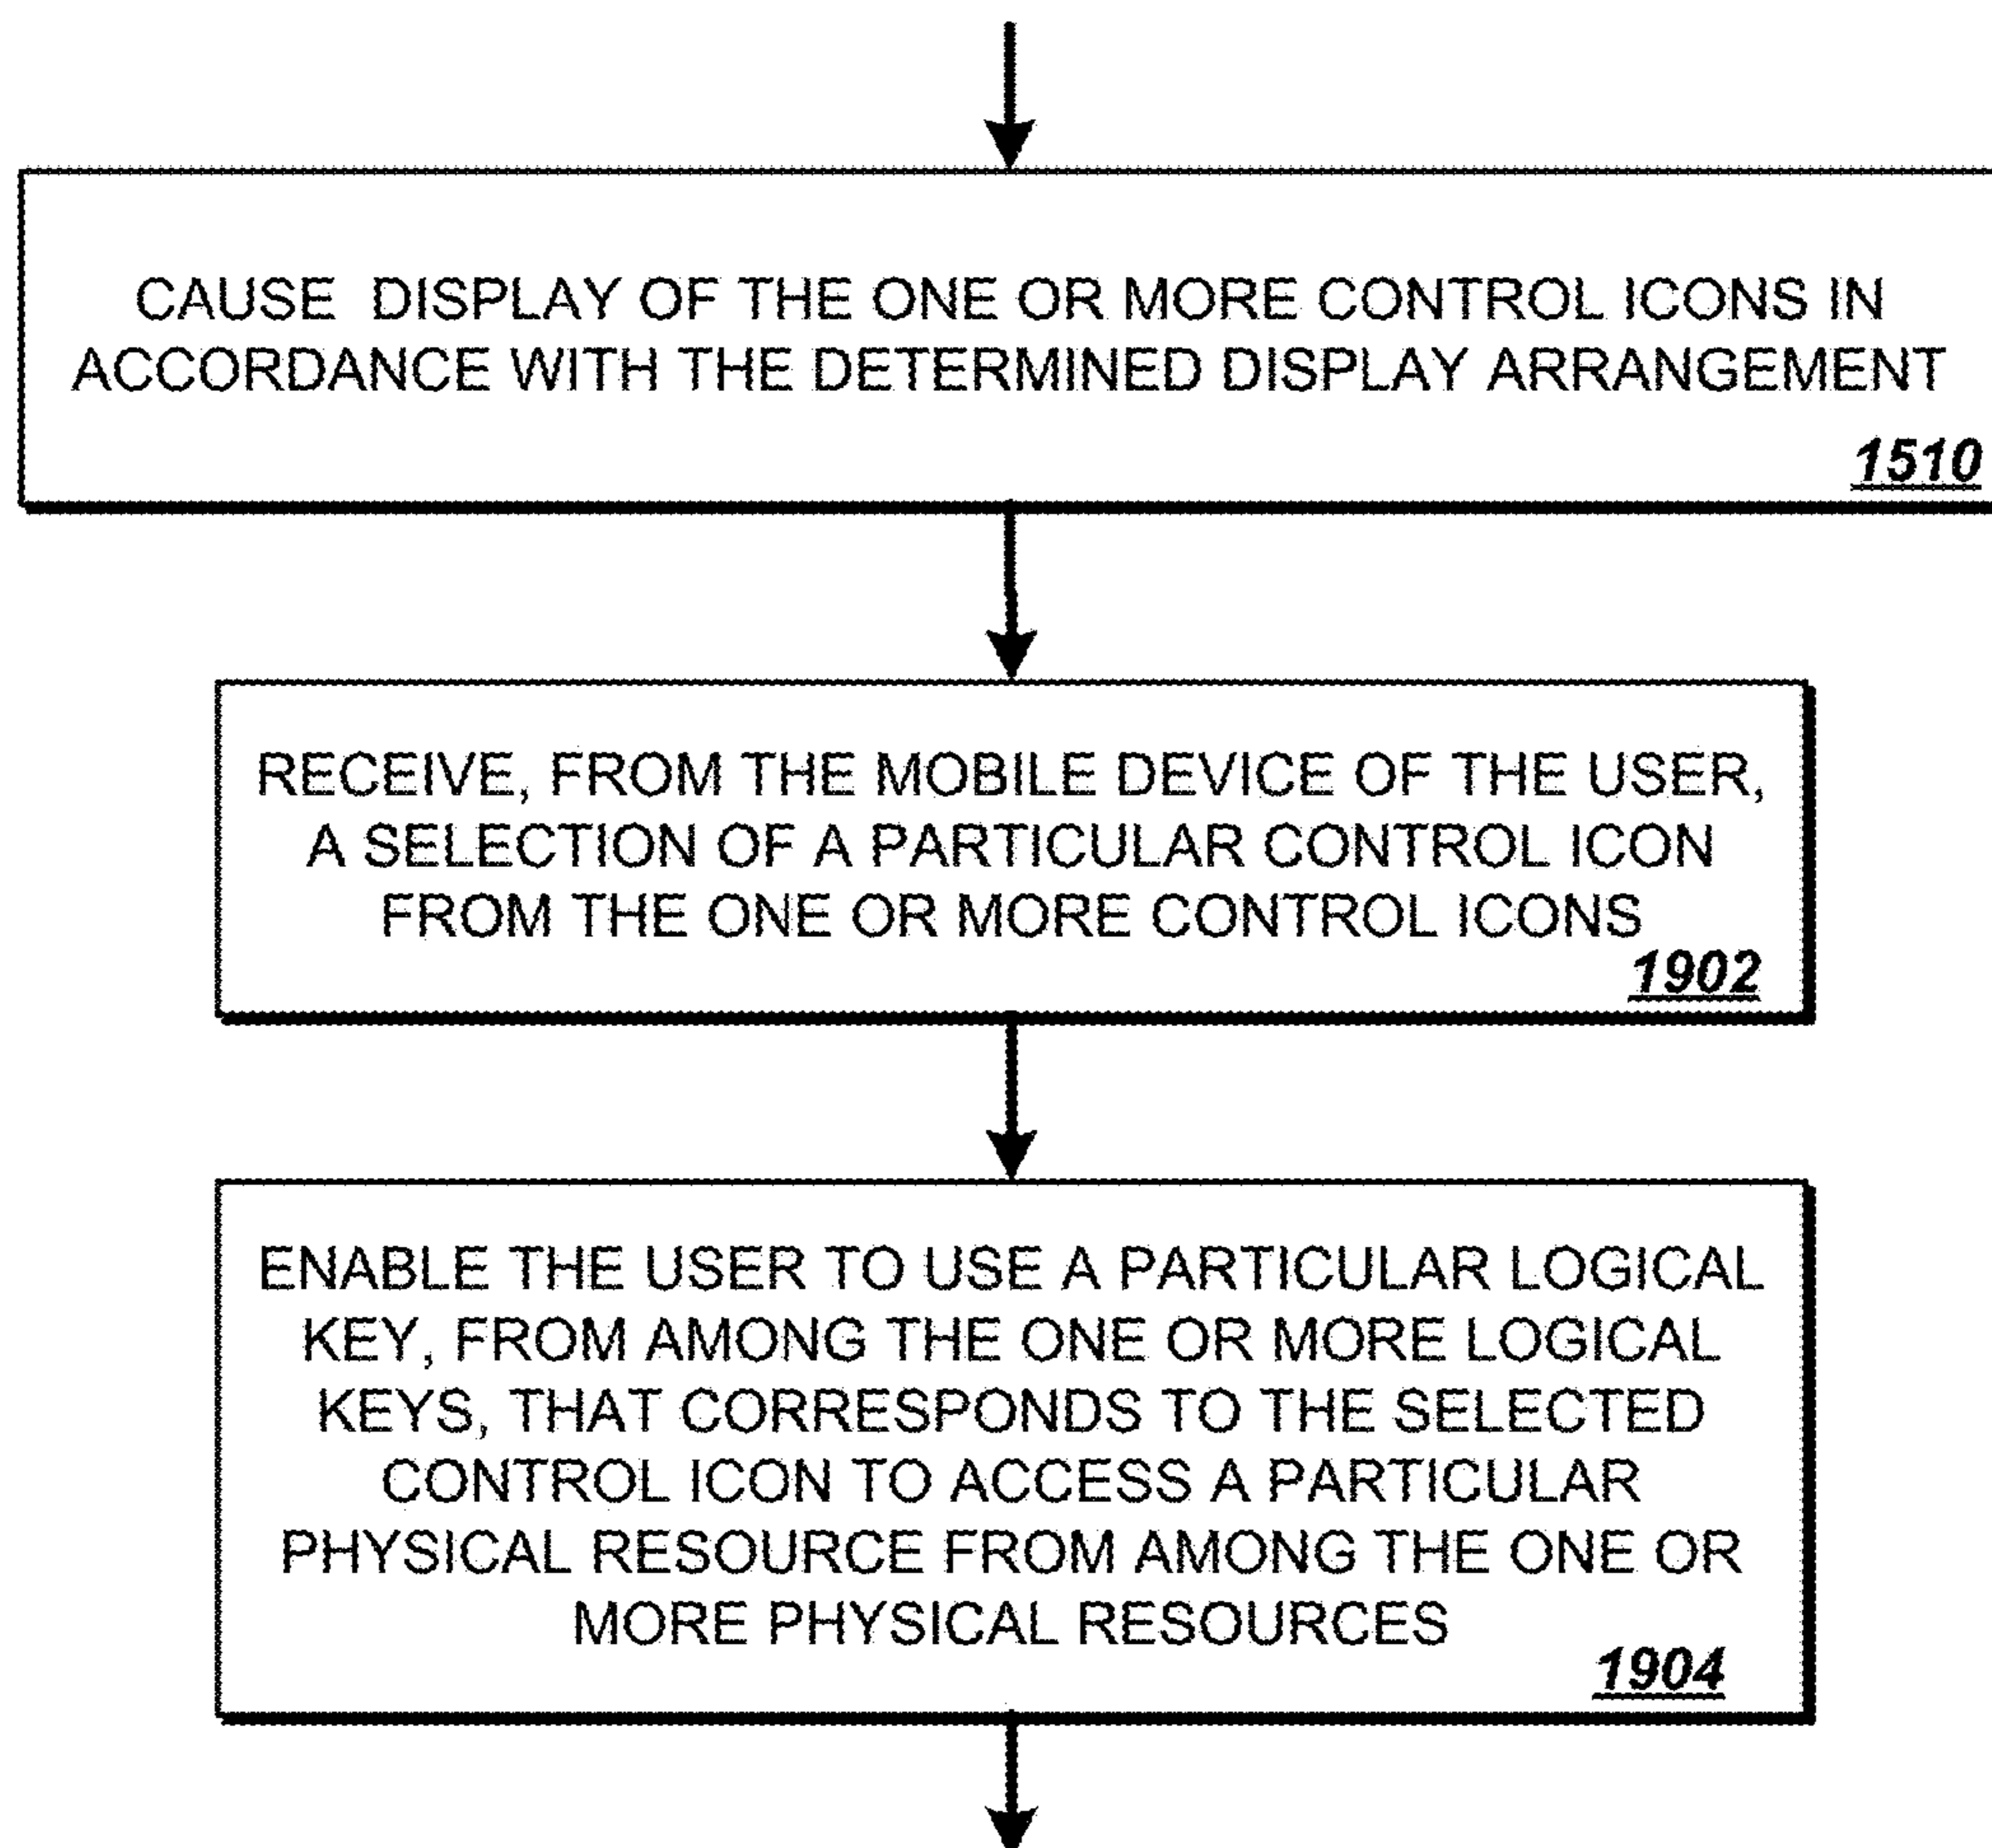 CAUSE DISPLAY OF THE ONE OR MORE CONTROL ICONS IN
ACCORDANCE WITH THE DETERMINED DISPLAY ARRANGEMENT
1510
RECEIVE, FROM THE MOBILE DEVICE OF THE USER,
A SELECTION OF A PARTICULAR CONTROL ICON
FROM THE ONE OR MORE CONTROL ICONS
1902
ENABLE THE USER TO USE A PARTICULAR LOGICAL
KEY, FROM AMONG THE ONE OR MORE LOGICAL
KEYS, THAT CORRESPONDS TO THE SELECTED
CONTROL ICON TO ACCESS A PARTICULAR
PHYSICAL RESOURCE FROM AMONG THE ONE OR
MORE PHYSICAL RESOURCES
1904